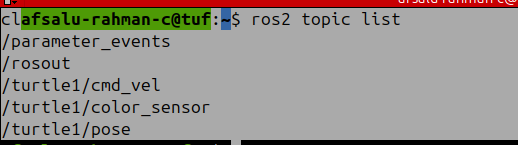 clafsalu-rahman-c@tuf:~$ ros2 topic list
/parameter_events
/rosout
/turtle1/cmd_vel
/turtle1/color_sensor
/turtle1/pose